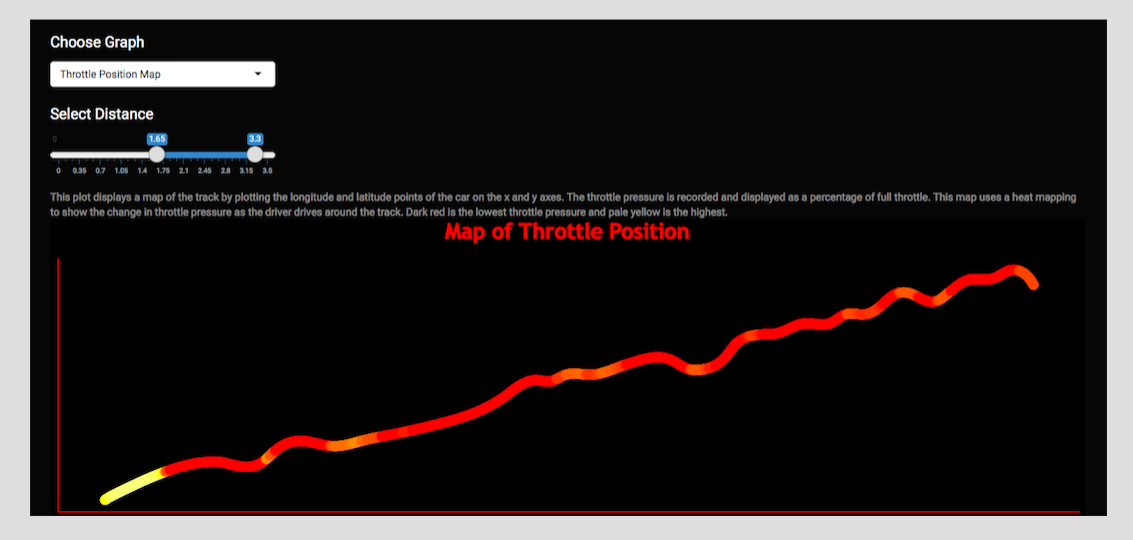 Choose Graph
Throttle Position Map
Select Distance
0 1.65 3.3
0 0.35 0.7 1.05 1.4 1.75 2.1 2.45 2.8 3.15 3.5
This plot displays a map of the track by plotting the longitude and latitude points of the car on the x and y axes. The throttle pressure is recorded and displayed as a percentage of full throttle. This map uses a heat mapping
to show the change in throttle pressure as the driver drives around the track. Dark red is the lowest throttle pressure and pale yellow is the highest.
Map of Throttle Position